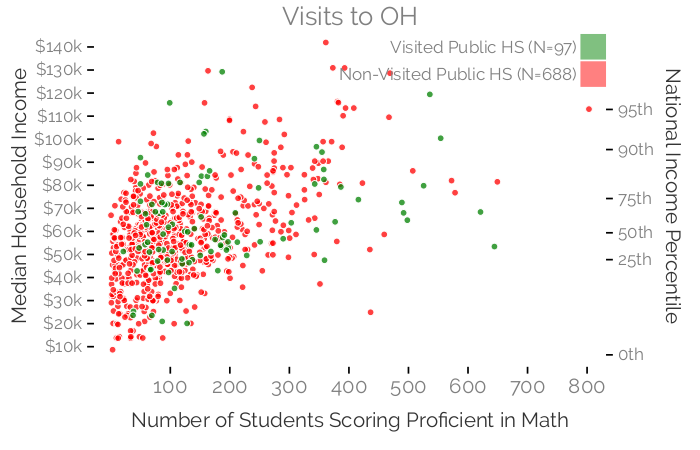 Visits to OH
Visited Public HS (N=97)
Non-Visited Public HS (N=688)
Median Household Income
$140k
$130k
$120k
$110k
$100k
$90k
$80k
$70k
$60k
$50k
$40k
$30k
$20k
$10k
National Income Percentile
95th
90th
75th
50th
25th
0th
100 200 300 400 500 600 700 800
Number of Students Scoring Proficient in Math